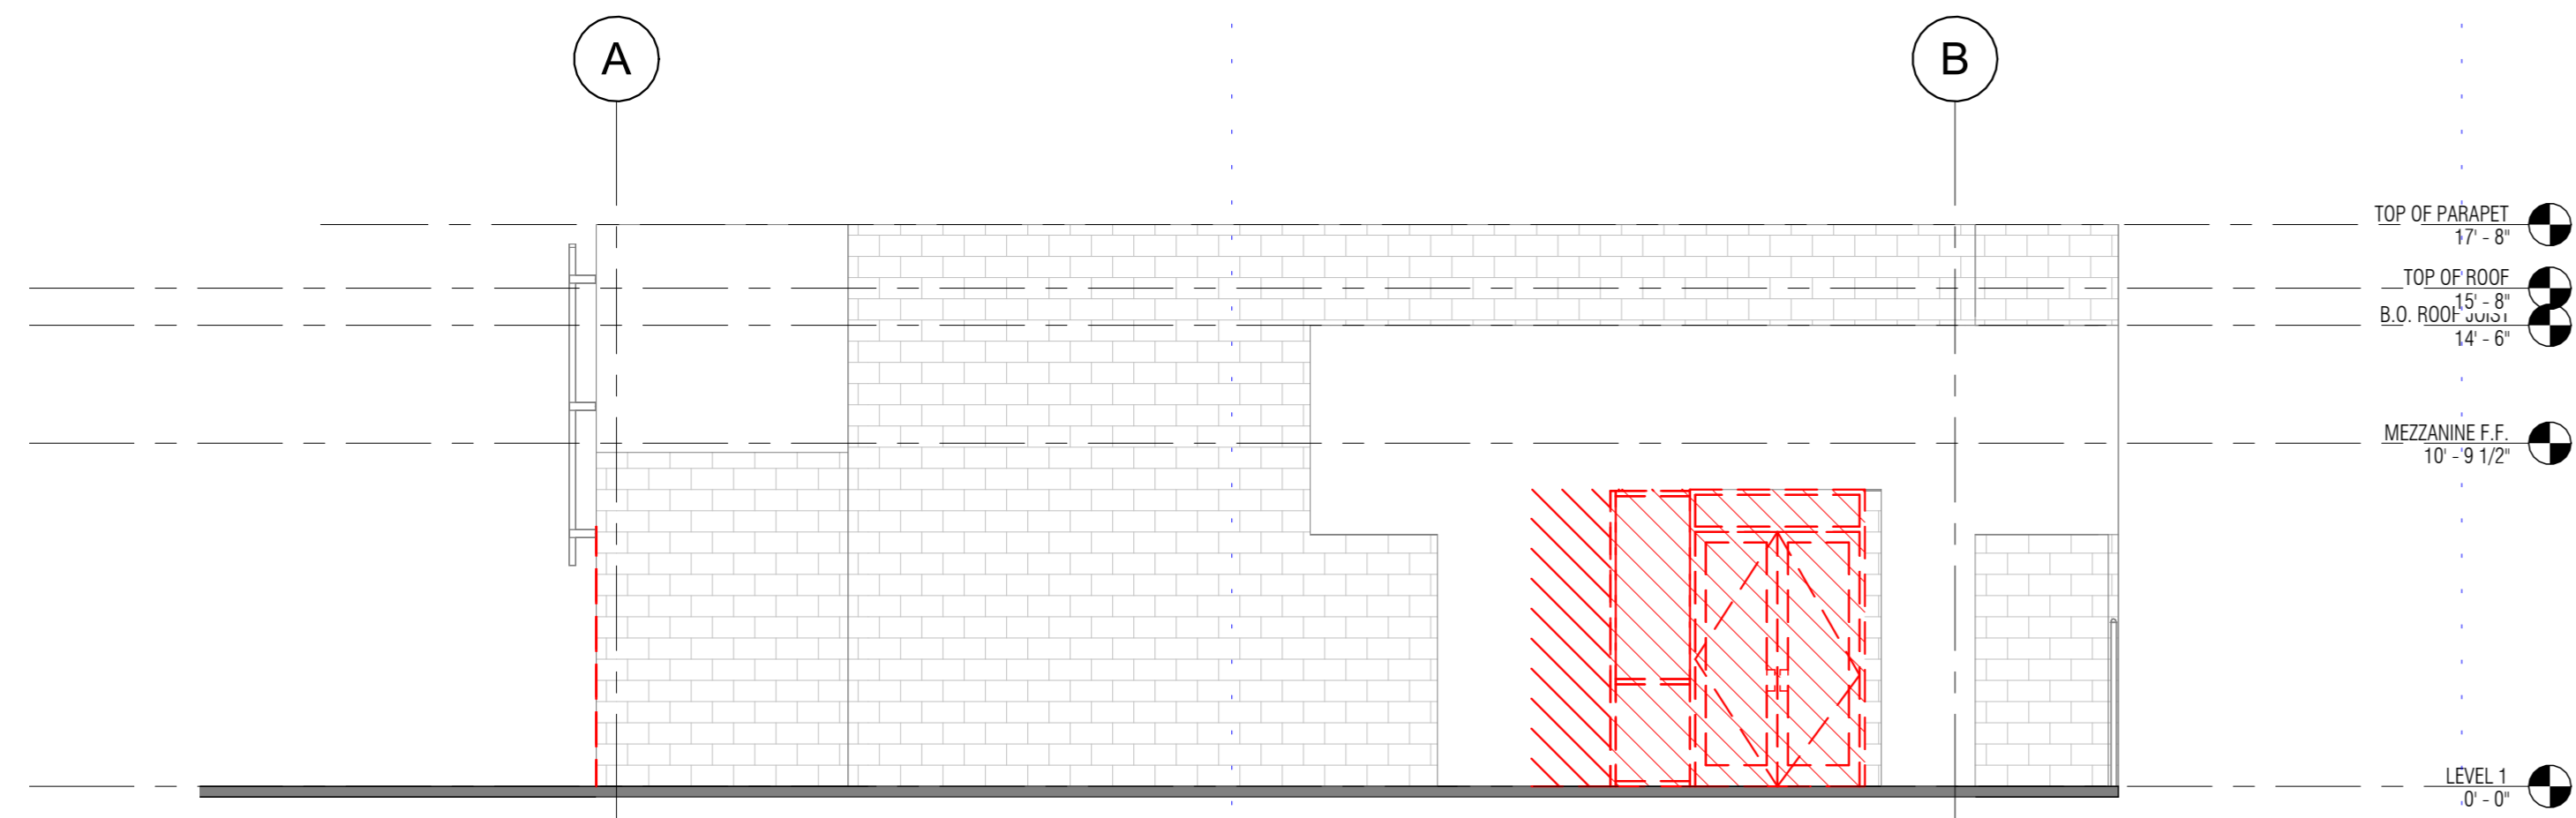 A
B
TOP OF PARAPET
17' - 8"
TOP OF ROOF
15' - 8"
B.O. ROOF JOIST
14' - 6"
MEZZANINE F.F.
10' - 9 1/2"
LEVEL 1
0' - 0"